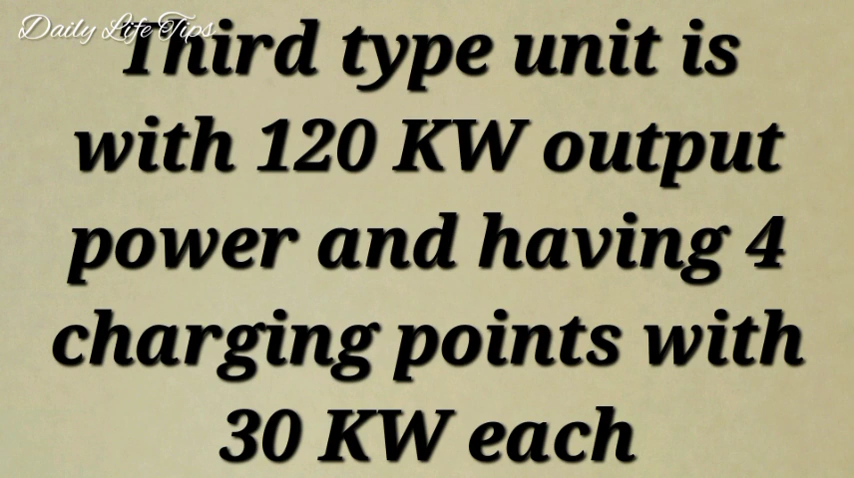 Daily Life Tips
Third type unit is
with 120 KW output
power and having 4
charging points with
30 KW each